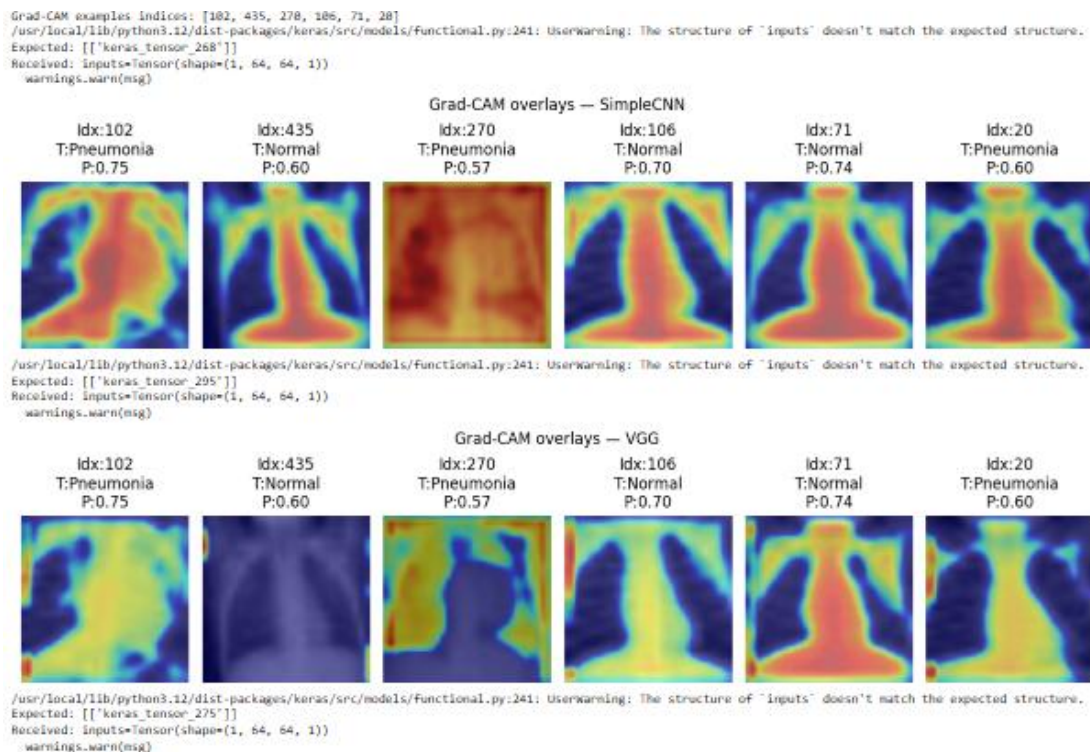 Grad-CAM examples indices: [102, 435, 270, 106, 71, 20]
/usr/local/lib/python3.12/dist-packages/keras/src/models/functional.py:241: UserWarning: The structure of `inputs` doesn't match the expected structure.
Expected: [['keras_tensor_268']]
Received: inputs=Tensor(shape=(1, 64, 64, 1))
warnings.warn(msg)
Grad-CAM overlays — SimpleCNN
Idx:102 Idx:435 Idx:270 Idx:106 Idx:71 Idx:20
T:Pneumonia T:Normal T:Pneumonia T:Normal T:Normal T:Pneumonia
P:0.75 P:0.60 P:0.57 P:0.70 P:0.74 P:0.60
/usr/local/lib/python3.12/dist-packages/keras/src/models/functional.py:241: UserWarning: The structure of `inputs` doesn't match the expected structure.
Expected: [['keras_tensor_295']]
Received: inputs=Tensor(shape=(1, 64, 64, 1))
warnings.warn(msg)
Grad-CAM overlays — VGG
Idx:102 Idx:435 Idx:270 Idx:106 Idx:71 Idx:20
T:Pneumonia T:Normal T:Pneumonia T:Normal T:Normal T:Pneumonia
P:0.75 P:0.60 P:0.57 P:0.70 P:0.74 P:0.60
/usr/local/lib/python3.12/dist-packages/keras/src/models/functional.py:241: UserWarning: The structure of `inputs` doesn't match the expected structure.
Expected: [['keras_tensor_275']]
Received: inputs=Tensor(shape=(1, 64, 64, 1))
warnings.warn(msg)